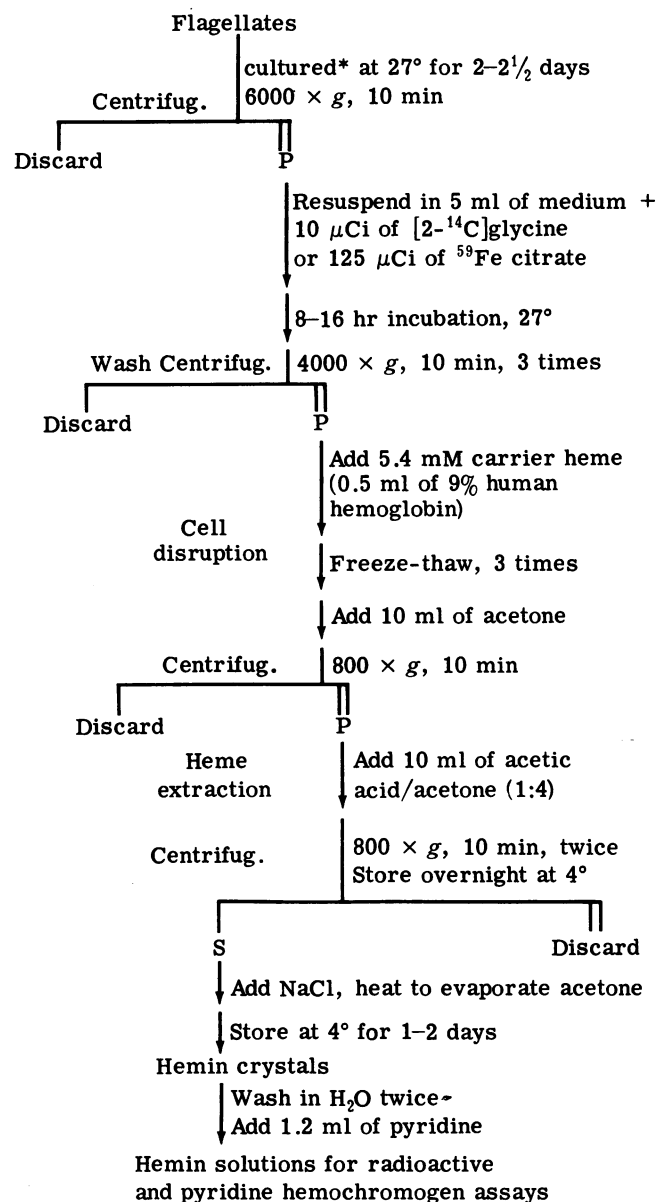 Flagellates
cultured* at 27° for 2–2½ days
Centrifug.
6000 × g, 10 min
Discard
P
Resuspend in 5 ml of medium +
10 μCi of [2-¹⁴C]glycine
or 125 μCi of ⁵⁹Fe citrate
8–16 hr incubation, 27°
Wash Centrifug.
4000 × g, 10 min, 3 times
Discard
P
Add 5.4 mM carrier heme
(0.5 ml of 9% human
hemoglobin)
Cell
disruption
Freeze-thaw, 3 times
Add 10 ml of acetone
Centrifug.
800 × g, 10 min
Discard
P
Heme
extraction
Add 10 ml of acetic
acid/acetone (1:4)
Centrifug.
800 × g, 10 min, twice
Store overnight at 4°
S
Discard
Add NaCl, heat to evaporate acetone
Store at 4° for 1–2 days
Hemin crystals
Wash in H₂O twice
Add 1.2 ml of pyridine
Hemin solutions for radioactive
and pyridine hemochromogen assays